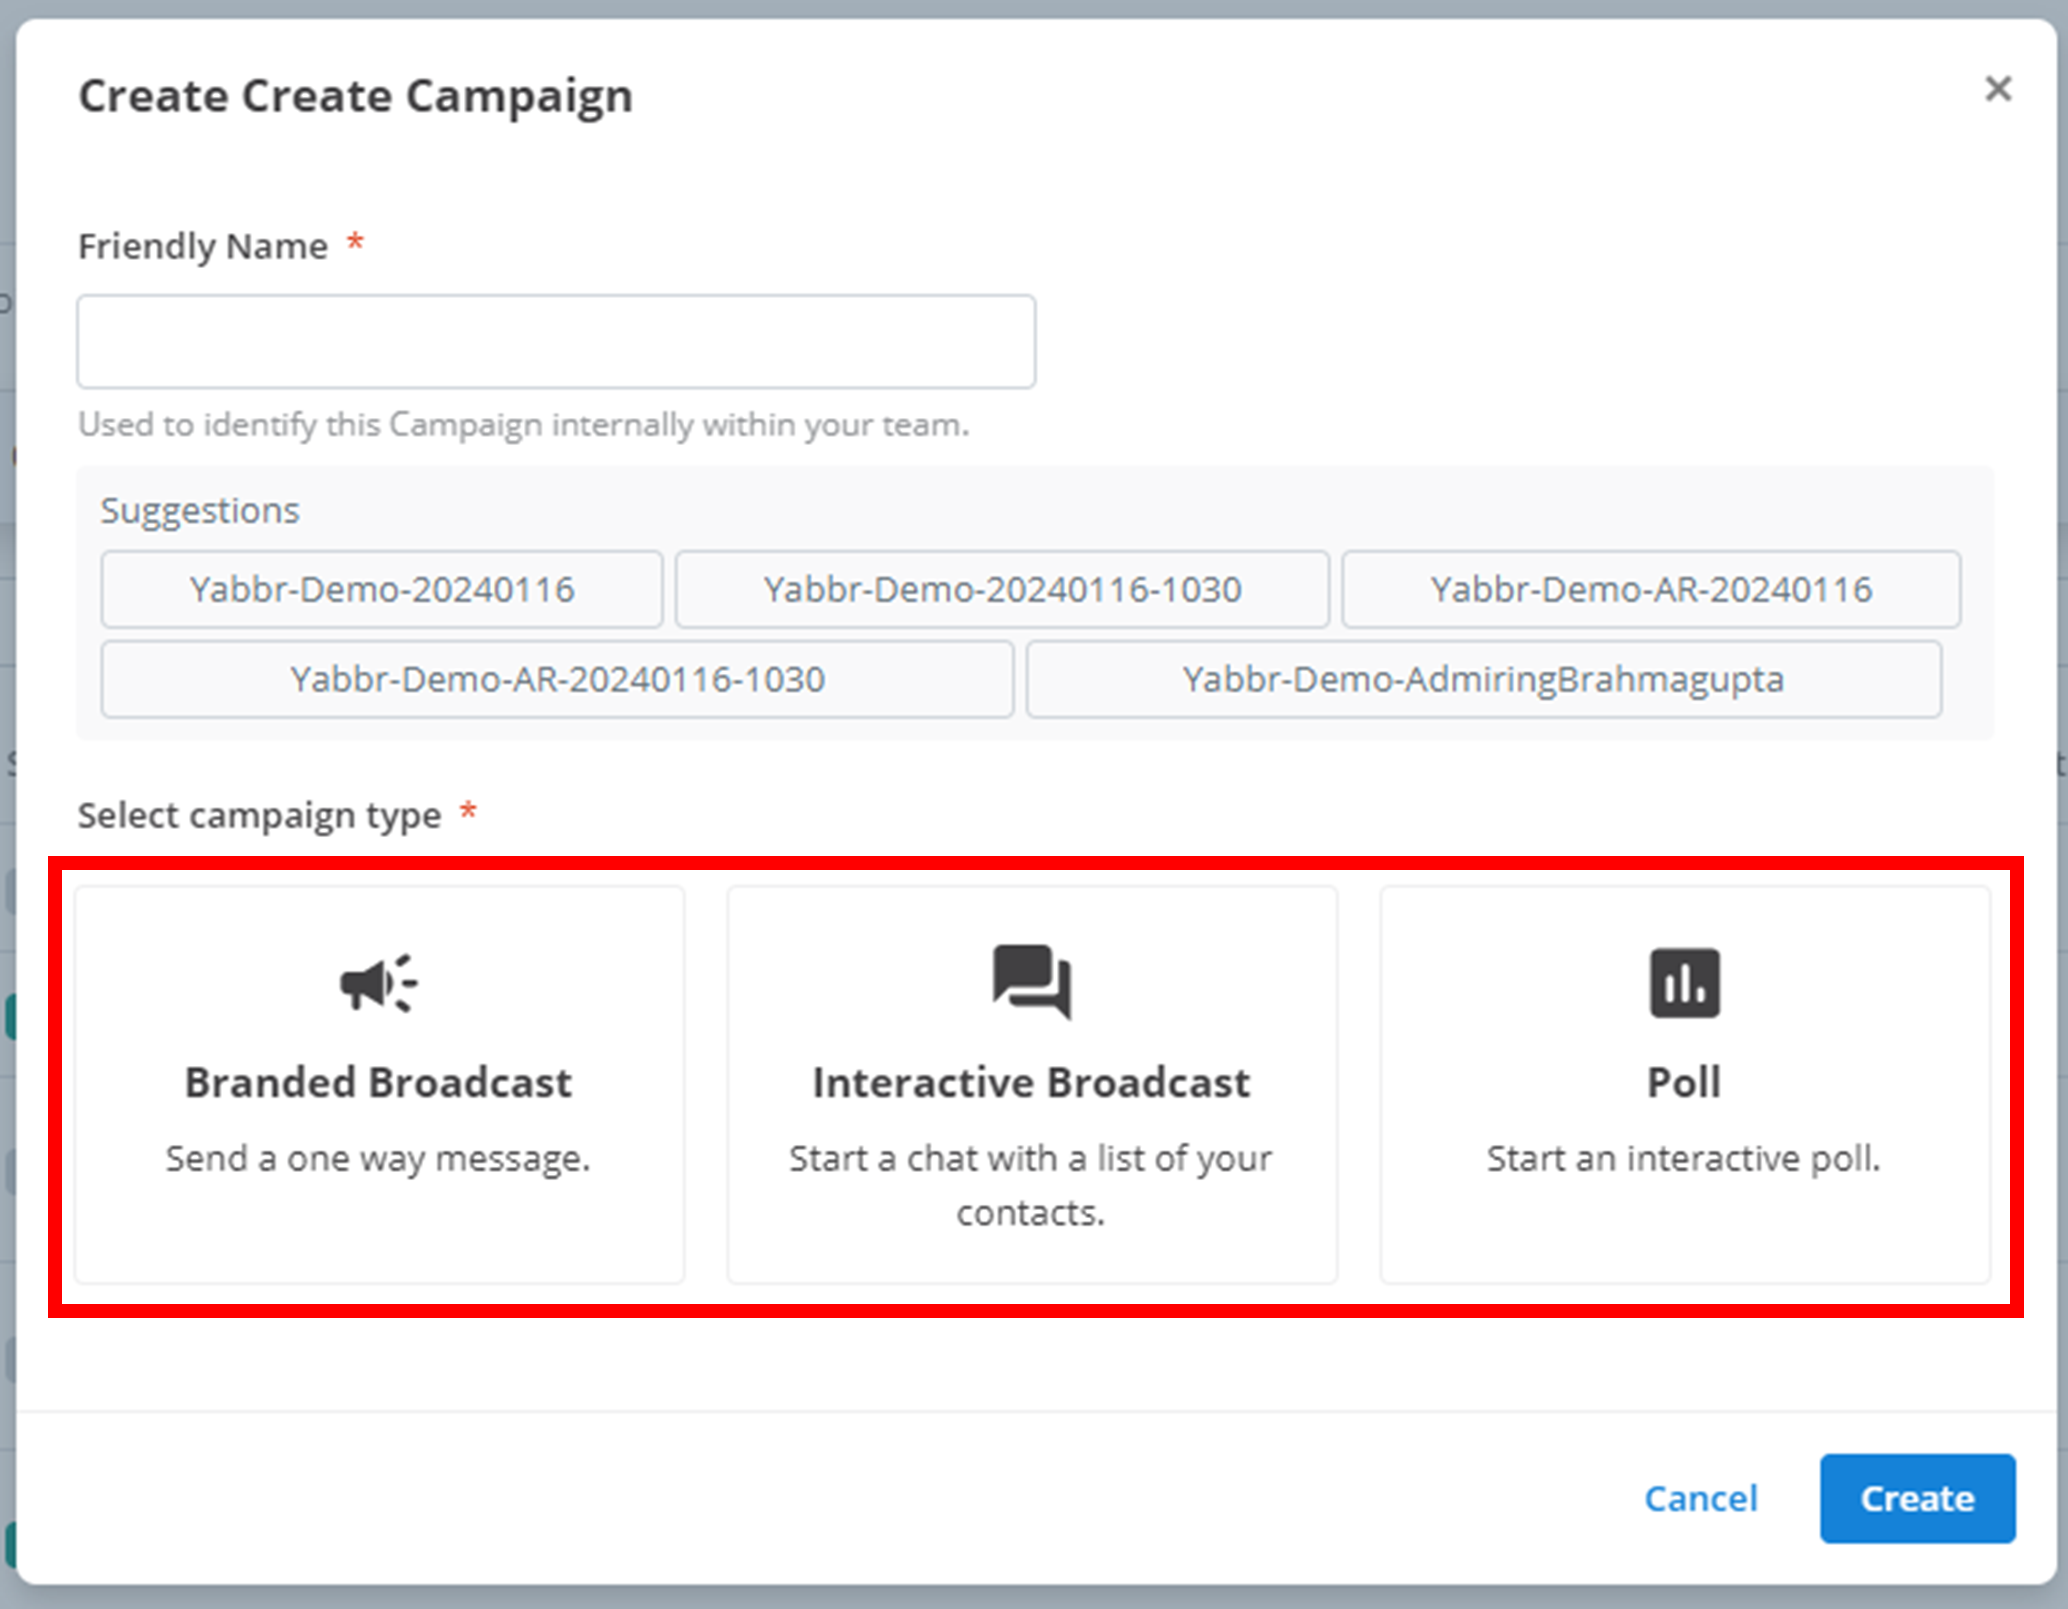 Create Create Campaign
Friendly Name *
Used to identify this Campaign internally within your team.
Suggestions
Yabbr-Demo-20240116
Yabbr-Demo-20240116-1030
Yabbr-Demo-AR-20240116
Yabbr-Demo-AR-20240116-1030
Yabbr-Demo-AdmiringBrahmagupta
Select campaign type *
Branded Broadcast
Send a one way message.
Interactive Broadcast
Start a chat with a list of your
contacts.
Poll
Start an interactive poll.
Cancel
Create